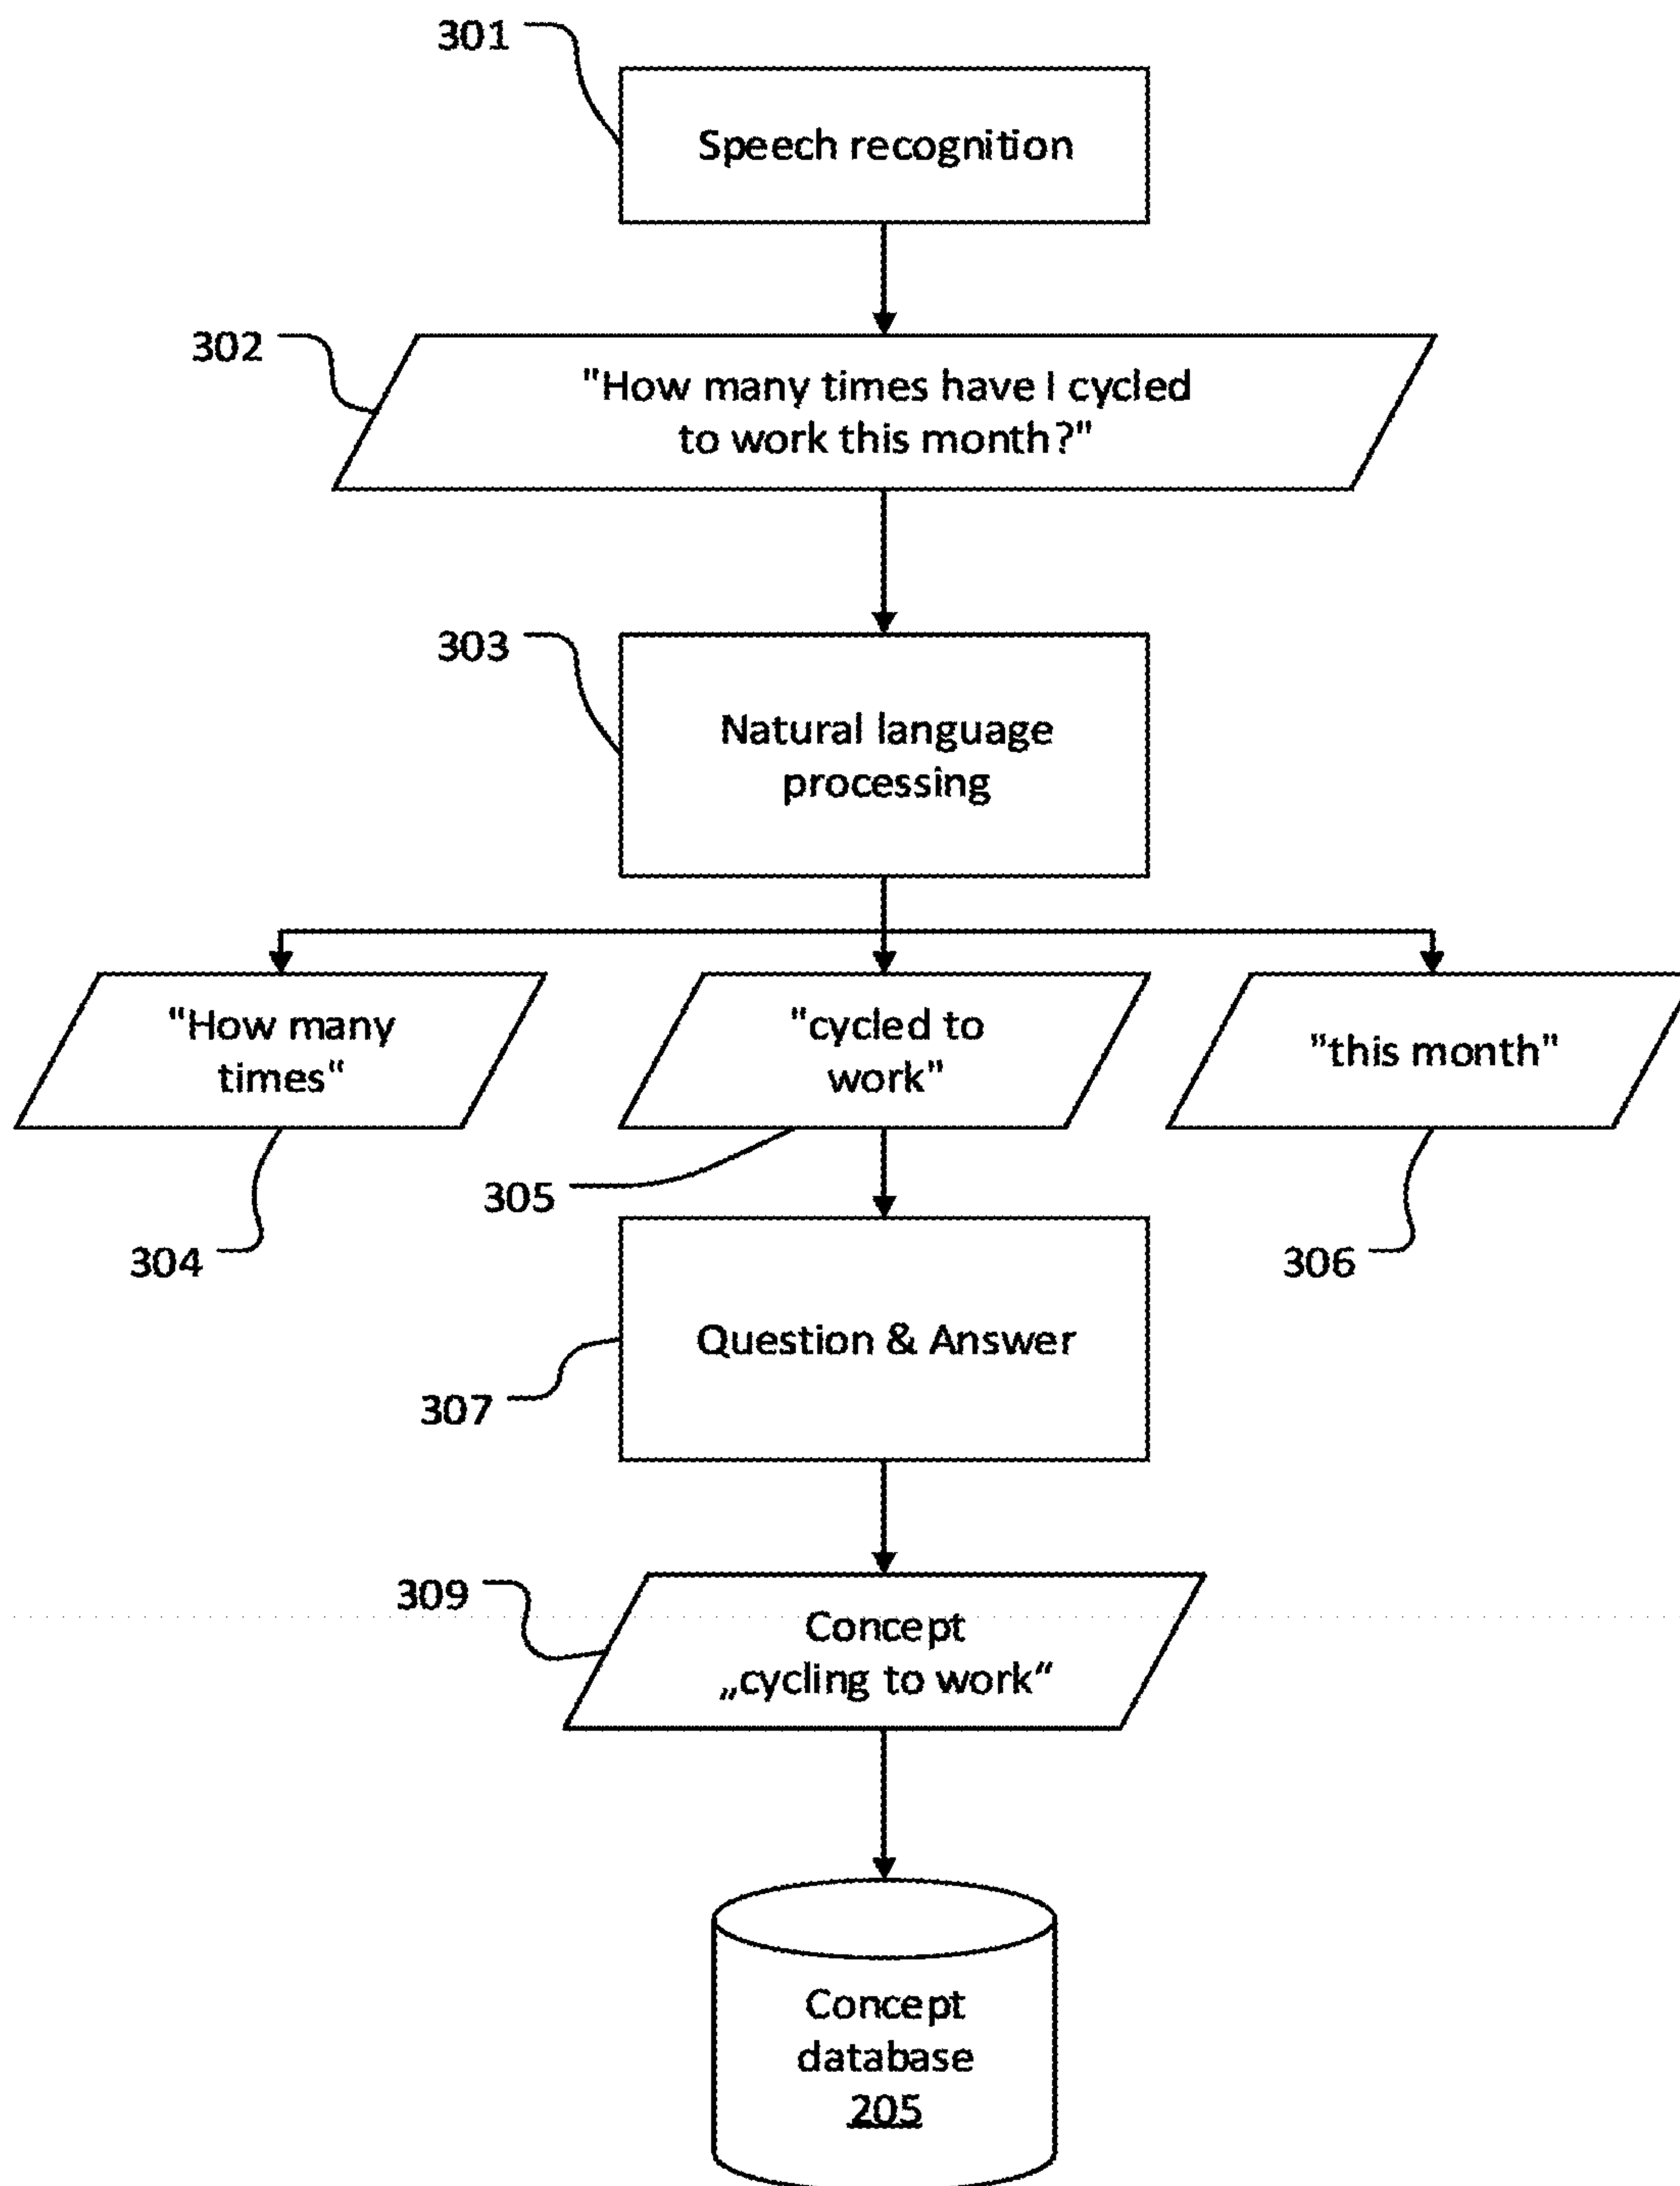 301
Speech recognition
302
"How many times have I cycled
to work this month?"
303
Natural language
processing
"How many
times“
"cycled to
work"
"this month"
304
305
306
Question & Answer
307
309
Concept
„cycling to work“
Concept
database
205